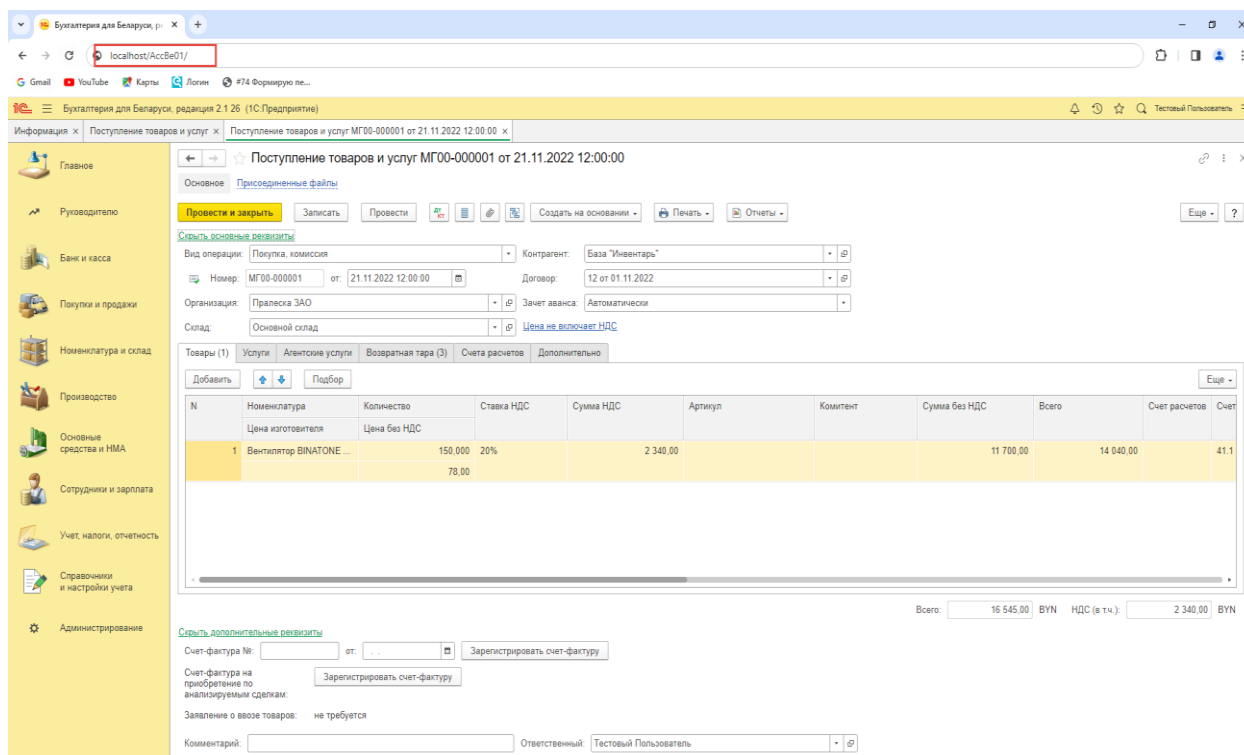 Бухгалтерия для Беларуси, р
localhost/AccBe01/
Gmail YouTube Карты Логин #74 Формирую пе...
1С Бухгалтерия для Беларуси, редакция 2.1 26 (1С:Предприятие) Тестовый Пользователь
Информация × Поступление товаров и услуг × Поступление товаров и услуг МГ00-000001 от 21.11.2022 12:00:00 ×
Главное
Руководителю
Банк и касса
Покупки и продажи
Номенклатура и склад
Производство
Основные
средства и НМА
Сотрудники и зарплата
Учет, налоги, отчетность
Справочники
и настройки учета
Администрирование
Поступление товаров и услуг МГ00-000001 от 21.11.2022 12:00:00
Основное Присоединенные файлы
Провести и закрыть Записать Провести Дт Кт Создать на основании Печать Отчеты Еще ?
Скрыть основные реквизиты
Вид операции: Покупка, комиссия Контрагент: База "Инвентарь"
Номер: МГ00-000001 от: 21.11.2022 12:00:00 Договор: 12 от 01.11.2022
Организация: Пралеска ЗАО Зачет аванса: Автоматически
Склад: Основной склад Цена не включает НДС
Товары (1) Услуги Агентские услуги Возвратная тара (3) Счета расчетов Дополнительно
Добавить Подбор Еще
N Номенклатура Количество Ставка НДС Сумма НДС Артикул Комитент Сумма без НДС Всего Счет расчетов Счет
Цена изготовителя Цена без НДС
1 Вентилятор BINATONE ... 150,000 20% 2 340,00 11 700,00 14 040,00 41.1
78,00
Всего: 16 545,00 BYN НДС (в т.ч.): 2 340,00 BYN
Скрыть дополнительные реквизиты
Счет-фактура №: от: . . Зарегистрировать счет-фактуру
Счет-фактура на
приобретение по
анализируемым сделкам:
Зарегистрировать счет-фактуру
Заявление о ввозе товаров: не требуется
Комментарий: Ответственный: Тестовый Пользователь